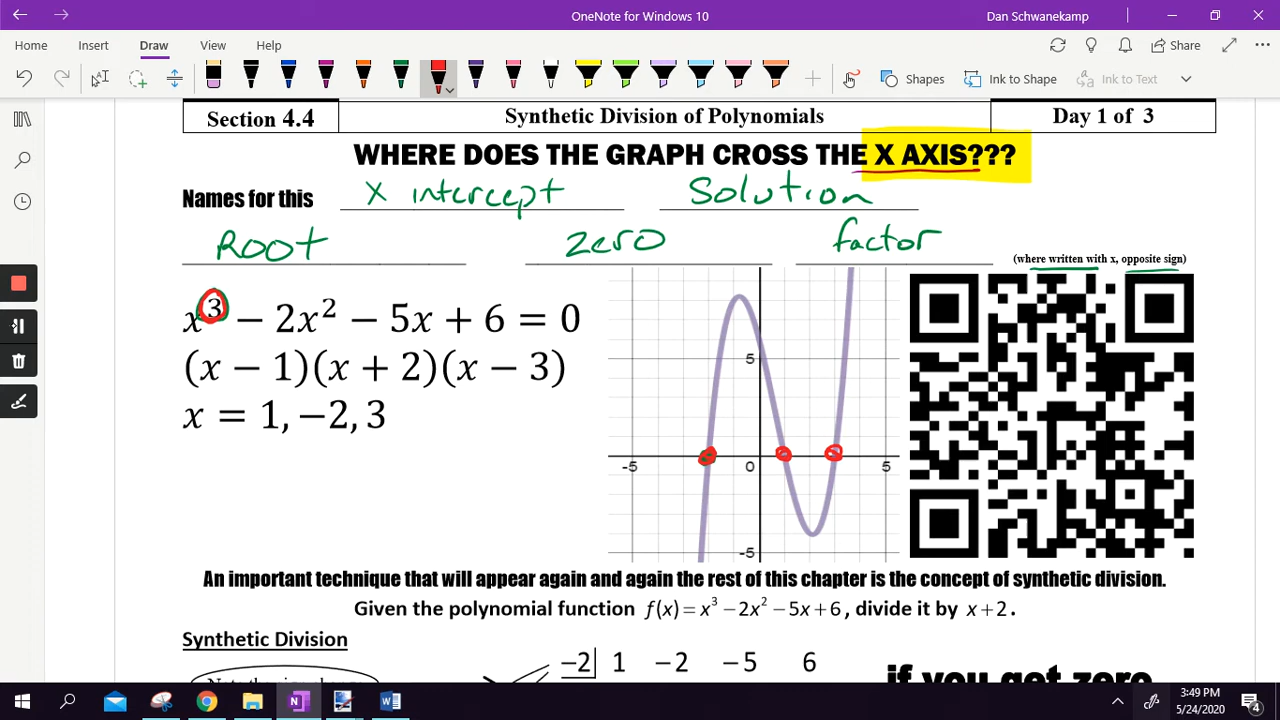 OneNote for Windows 10
Dan Schwanekamp
Home Insert Draw View Help
Share
Shapes Ink to Shape Ink to Text
Section 4.4 Synthetic Division of Polynomials Day 1 of 3
WHERE DOES THE GRAPH CROSS THE X AXIS???
Names for this x intercept Solution
Root zero factor
(where written with x, opposite sign)
x³ − 2x² − 5x + 6 = 0
(x − 1)(x + 2)(x − 3)
x = 1, −2, 3
5
-5 0 5
-5
An important technique that will appear again and again the rest of this chapter is the concept of synthetic division.
Given the polynomial function f(x) = x³ − 2x² − 5x + 6, divide it by x + 2.
Synthetic Division
−2| 1 −2 −5 6
if you get zero
3:49 PM
5/24/2020
4